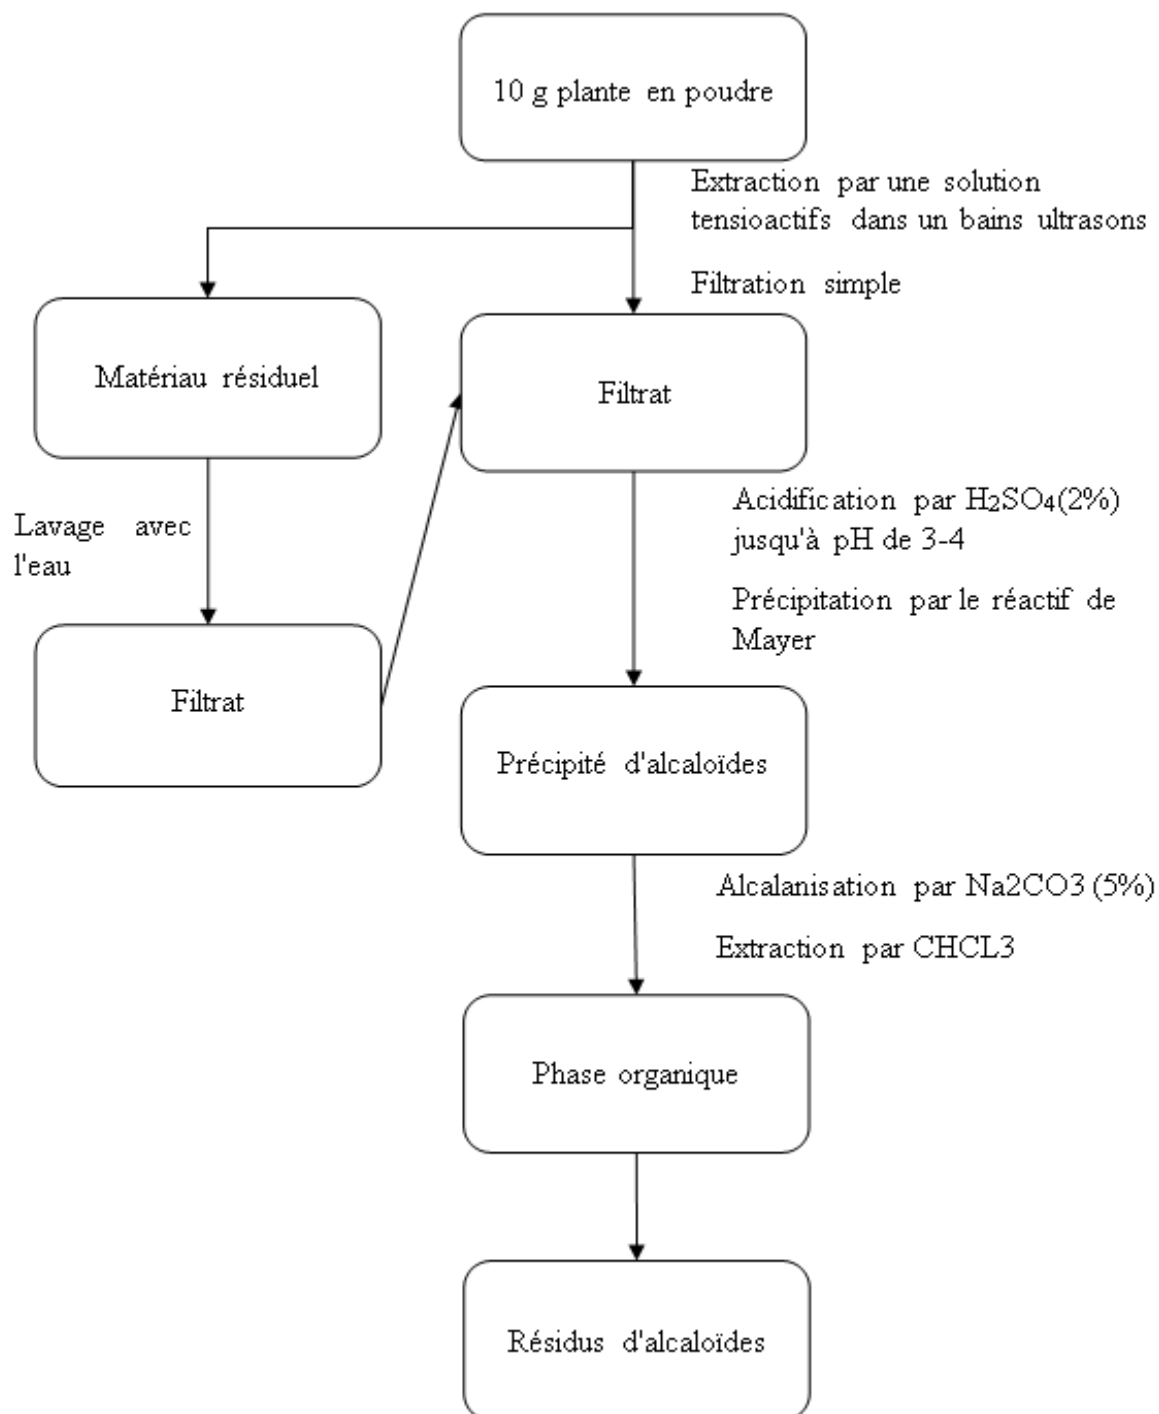 10 g plante en poudre
Extraction par une solution
tensioactifs dans un bains ultrasons
Filtration simple
Matériau résiduel
Filtrat
Acidification par H₂SO₄(2%)
jusqu'à pH de 3-4
Lavage avec
l'eau
Précipitation par le réactif de
Mayer
Filtrat
Précipité d'alcaloïdes
Alcalanisation par Na2CO3 (5%)
Extraction par CHCL3
Phase organique
Résidus d'alcaloïdes